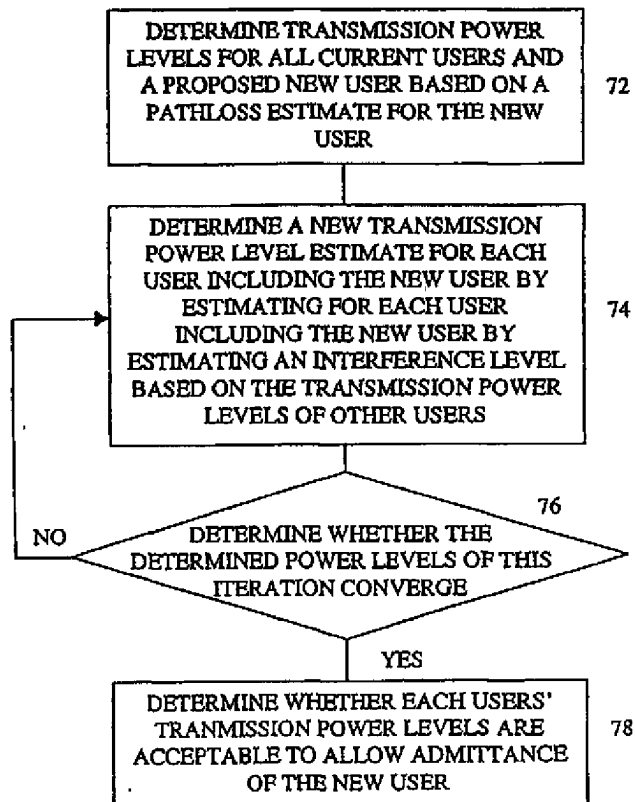 DETERMINE TRANSMISSION POWER
LEVELS FOR ALL CURRENT USERS AND
A PROPOSED NEW USER BASED ON A
PATHLOSS ESTIMATE FOR THE NEW
USER
72
DETERMINE A NEW TRANSMISSION
POWER LEVEL ESTIMATE FOR EACH
USER INCLUDING THE NEW USER BY
ESTIMATING FOR EACH USER
INCLUDING THE NEW USER BY
ESTIMATING AN INTERFERENCE LEVEL
BASED ON THE TRANSMISSION POWER
LEVELS OF OTHER USERS
74
76
NO
DETERMINE WHETHER THE
DETERMINED POWER LEVELS OF THIS
ITERATION CONVERGE
YES
DETERMINE WHETHER EACH USERS'
TRANMISSION POWER LEVELS ARE
ACCEPTABLE TO ALLOW ADMITTANCE
OF THE NEW USER
78